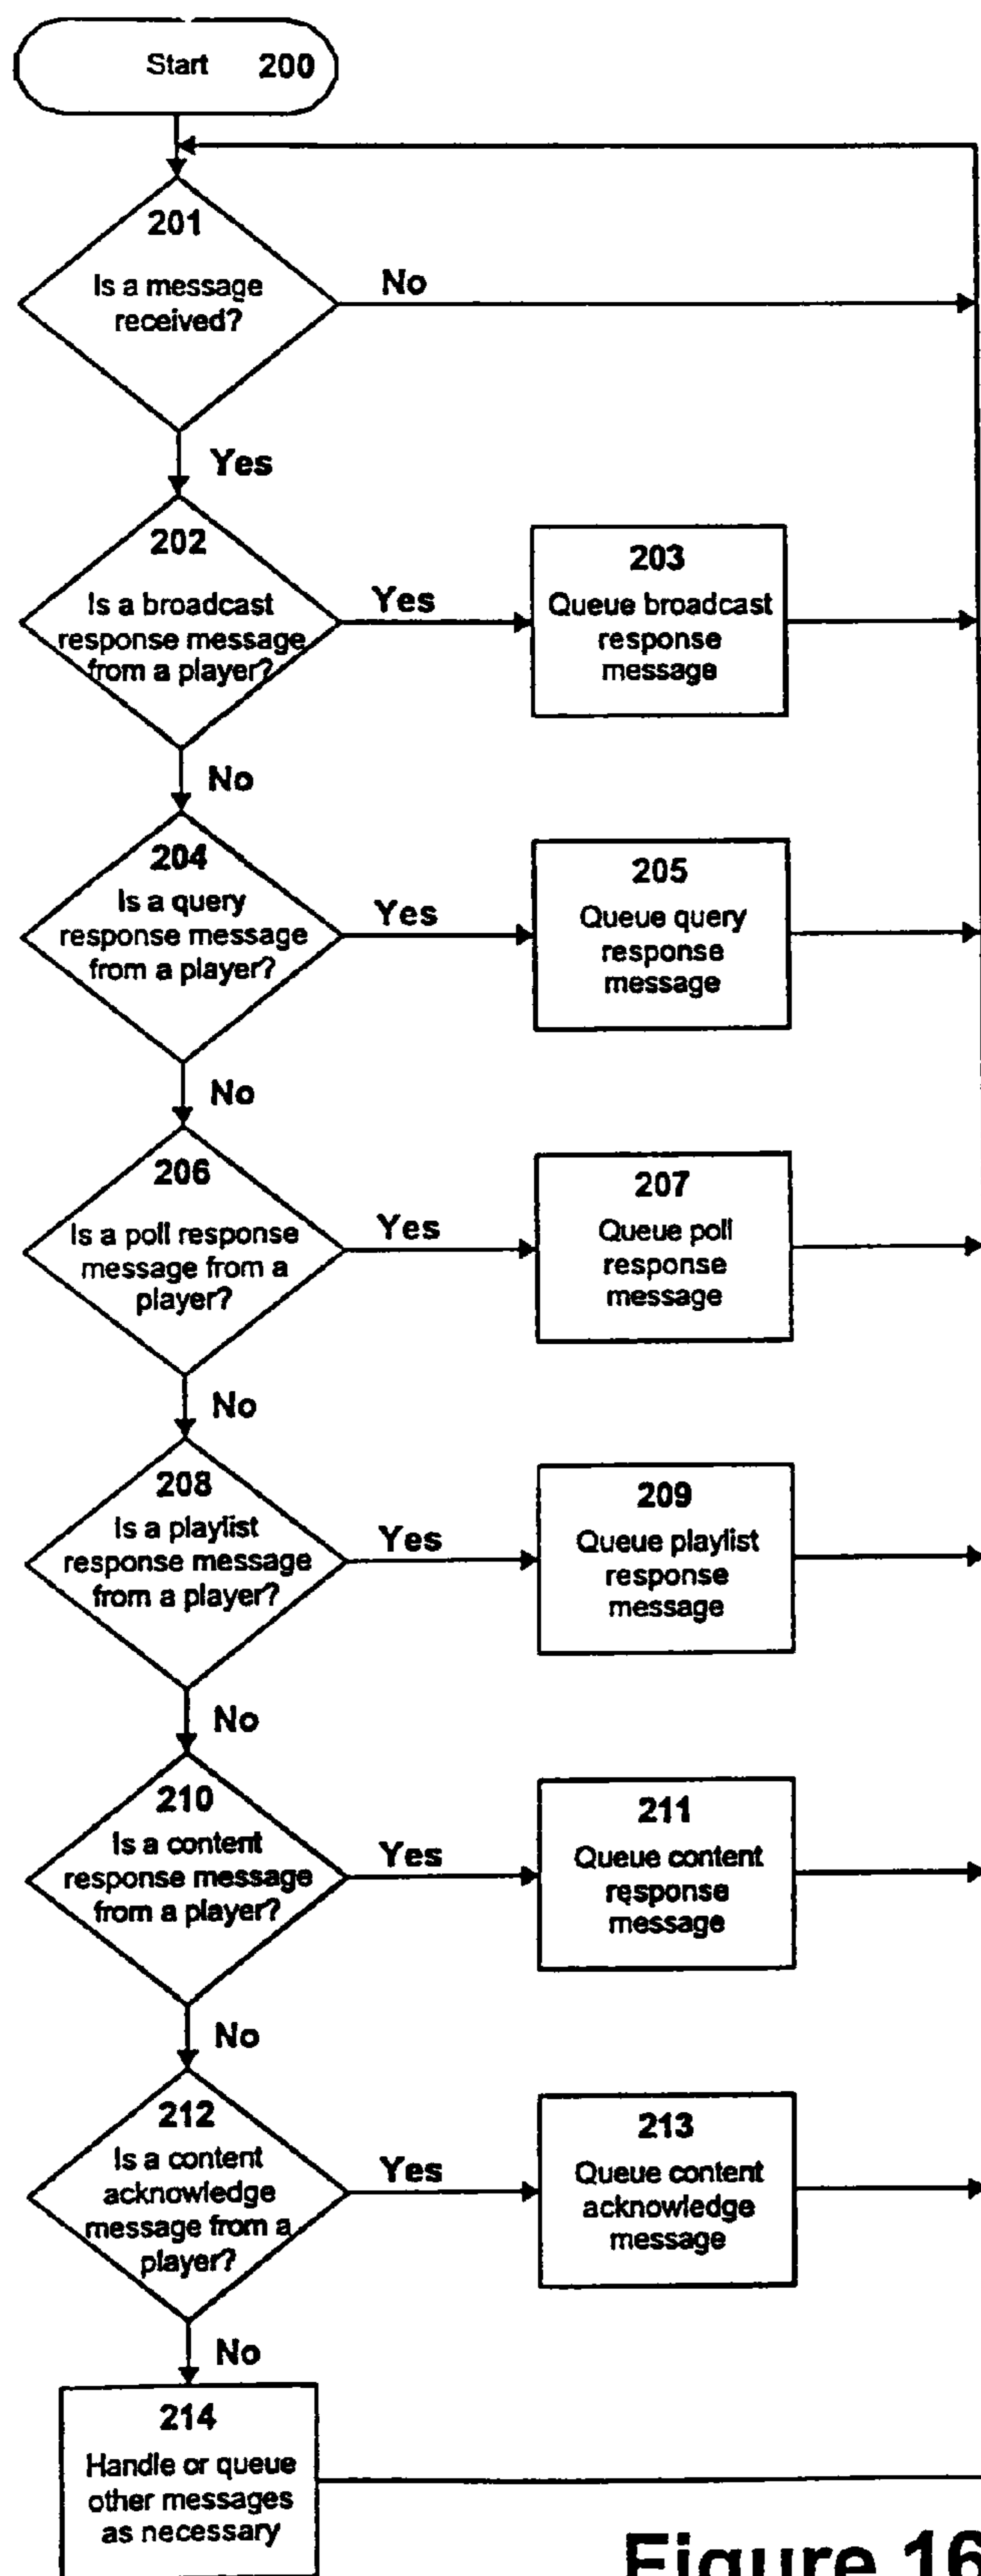 Start 200
201
Is a message
received?
No
Yes
202
Is a broadcast
response message
from a player?
Yes
203
Queue broadcast
response
message
No
204
Is a query
response message
from a player?
Yes
205
Queue query
response
message
No
206
Is a poll response
message from a
player?
Yes
207
Queue poll
response
message
No
208
Is a playlist
response message
from a player?
Yes
209
Queue playlist
response
message
No
210
Is a content
response message
from a player?
Yes
211
Queue content
response
message
No
212
Is a content
acknowledge
message from a
player?
Yes
213
Queue content
acknowledge
message
No
214
Handle or queue
other messages
as necessary
Figure 16